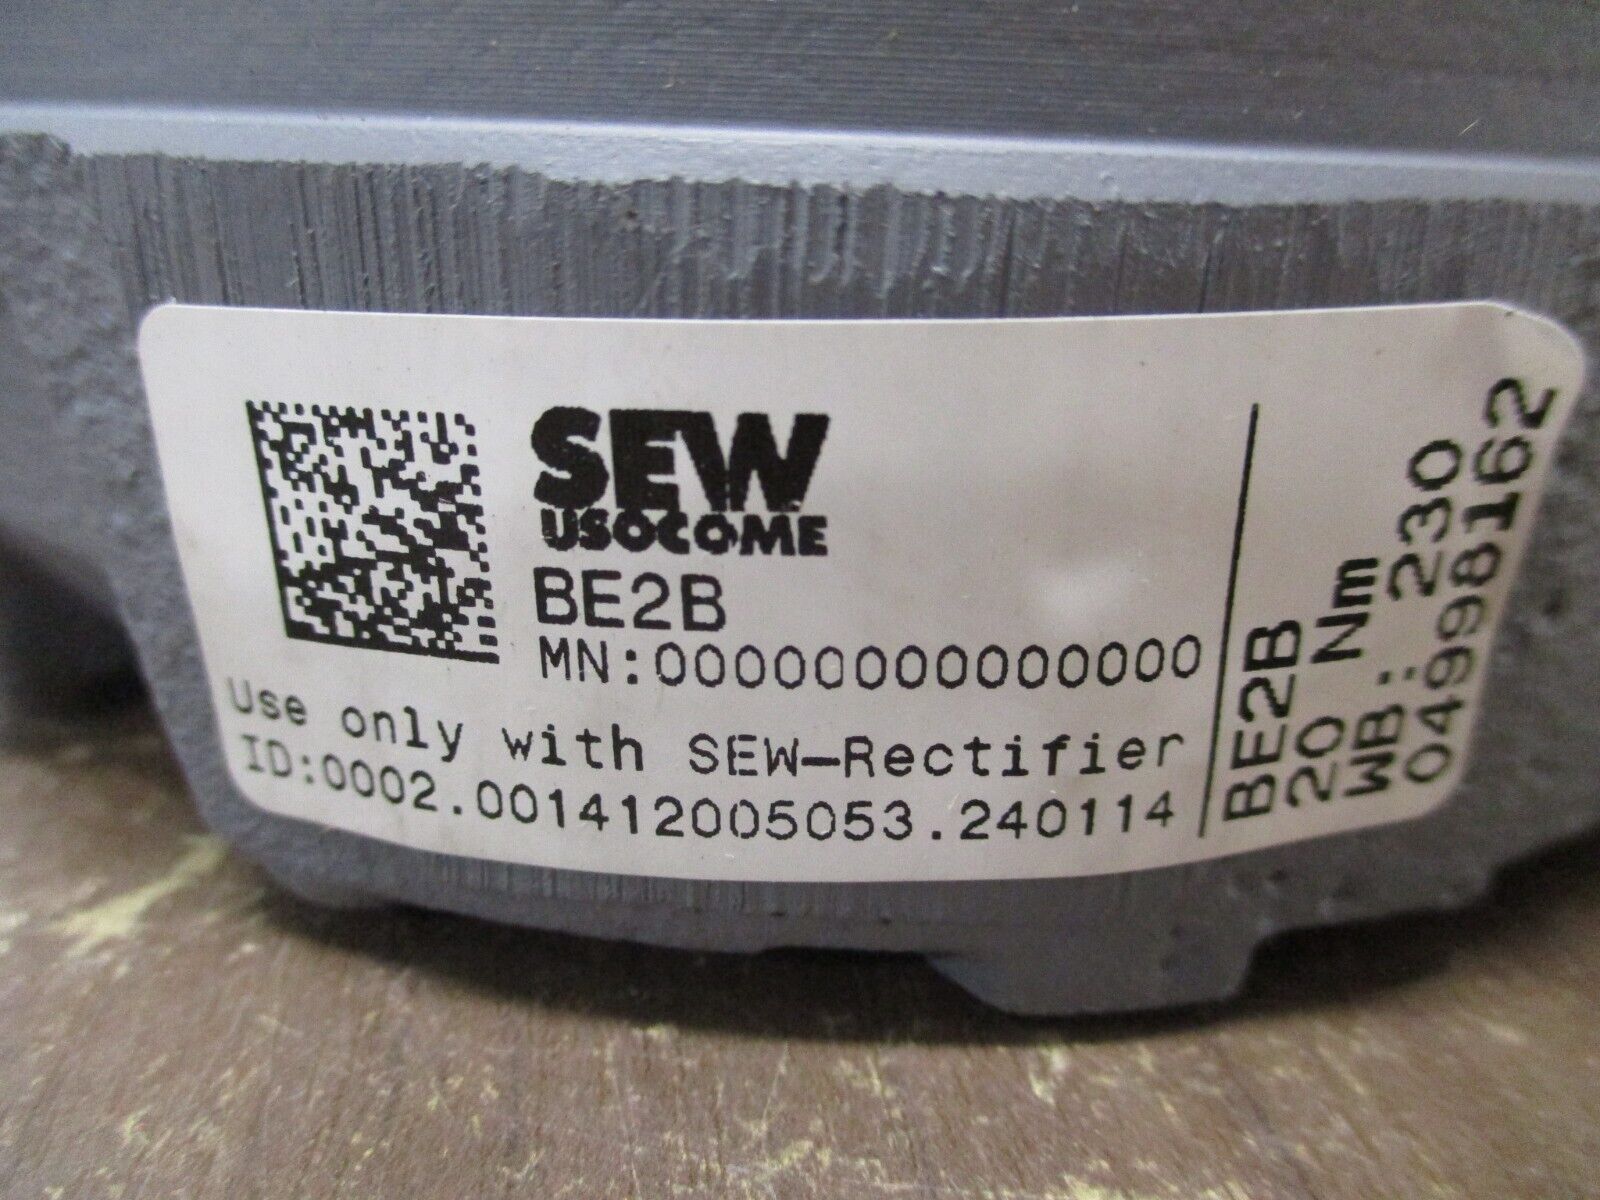 SEW
USOCOME
BE2B
MN:00000000000000
Use only with SEW-Rectifier
ID:0002.001412005053.240114
BE2B
20 Nm
WB: 230
04998162